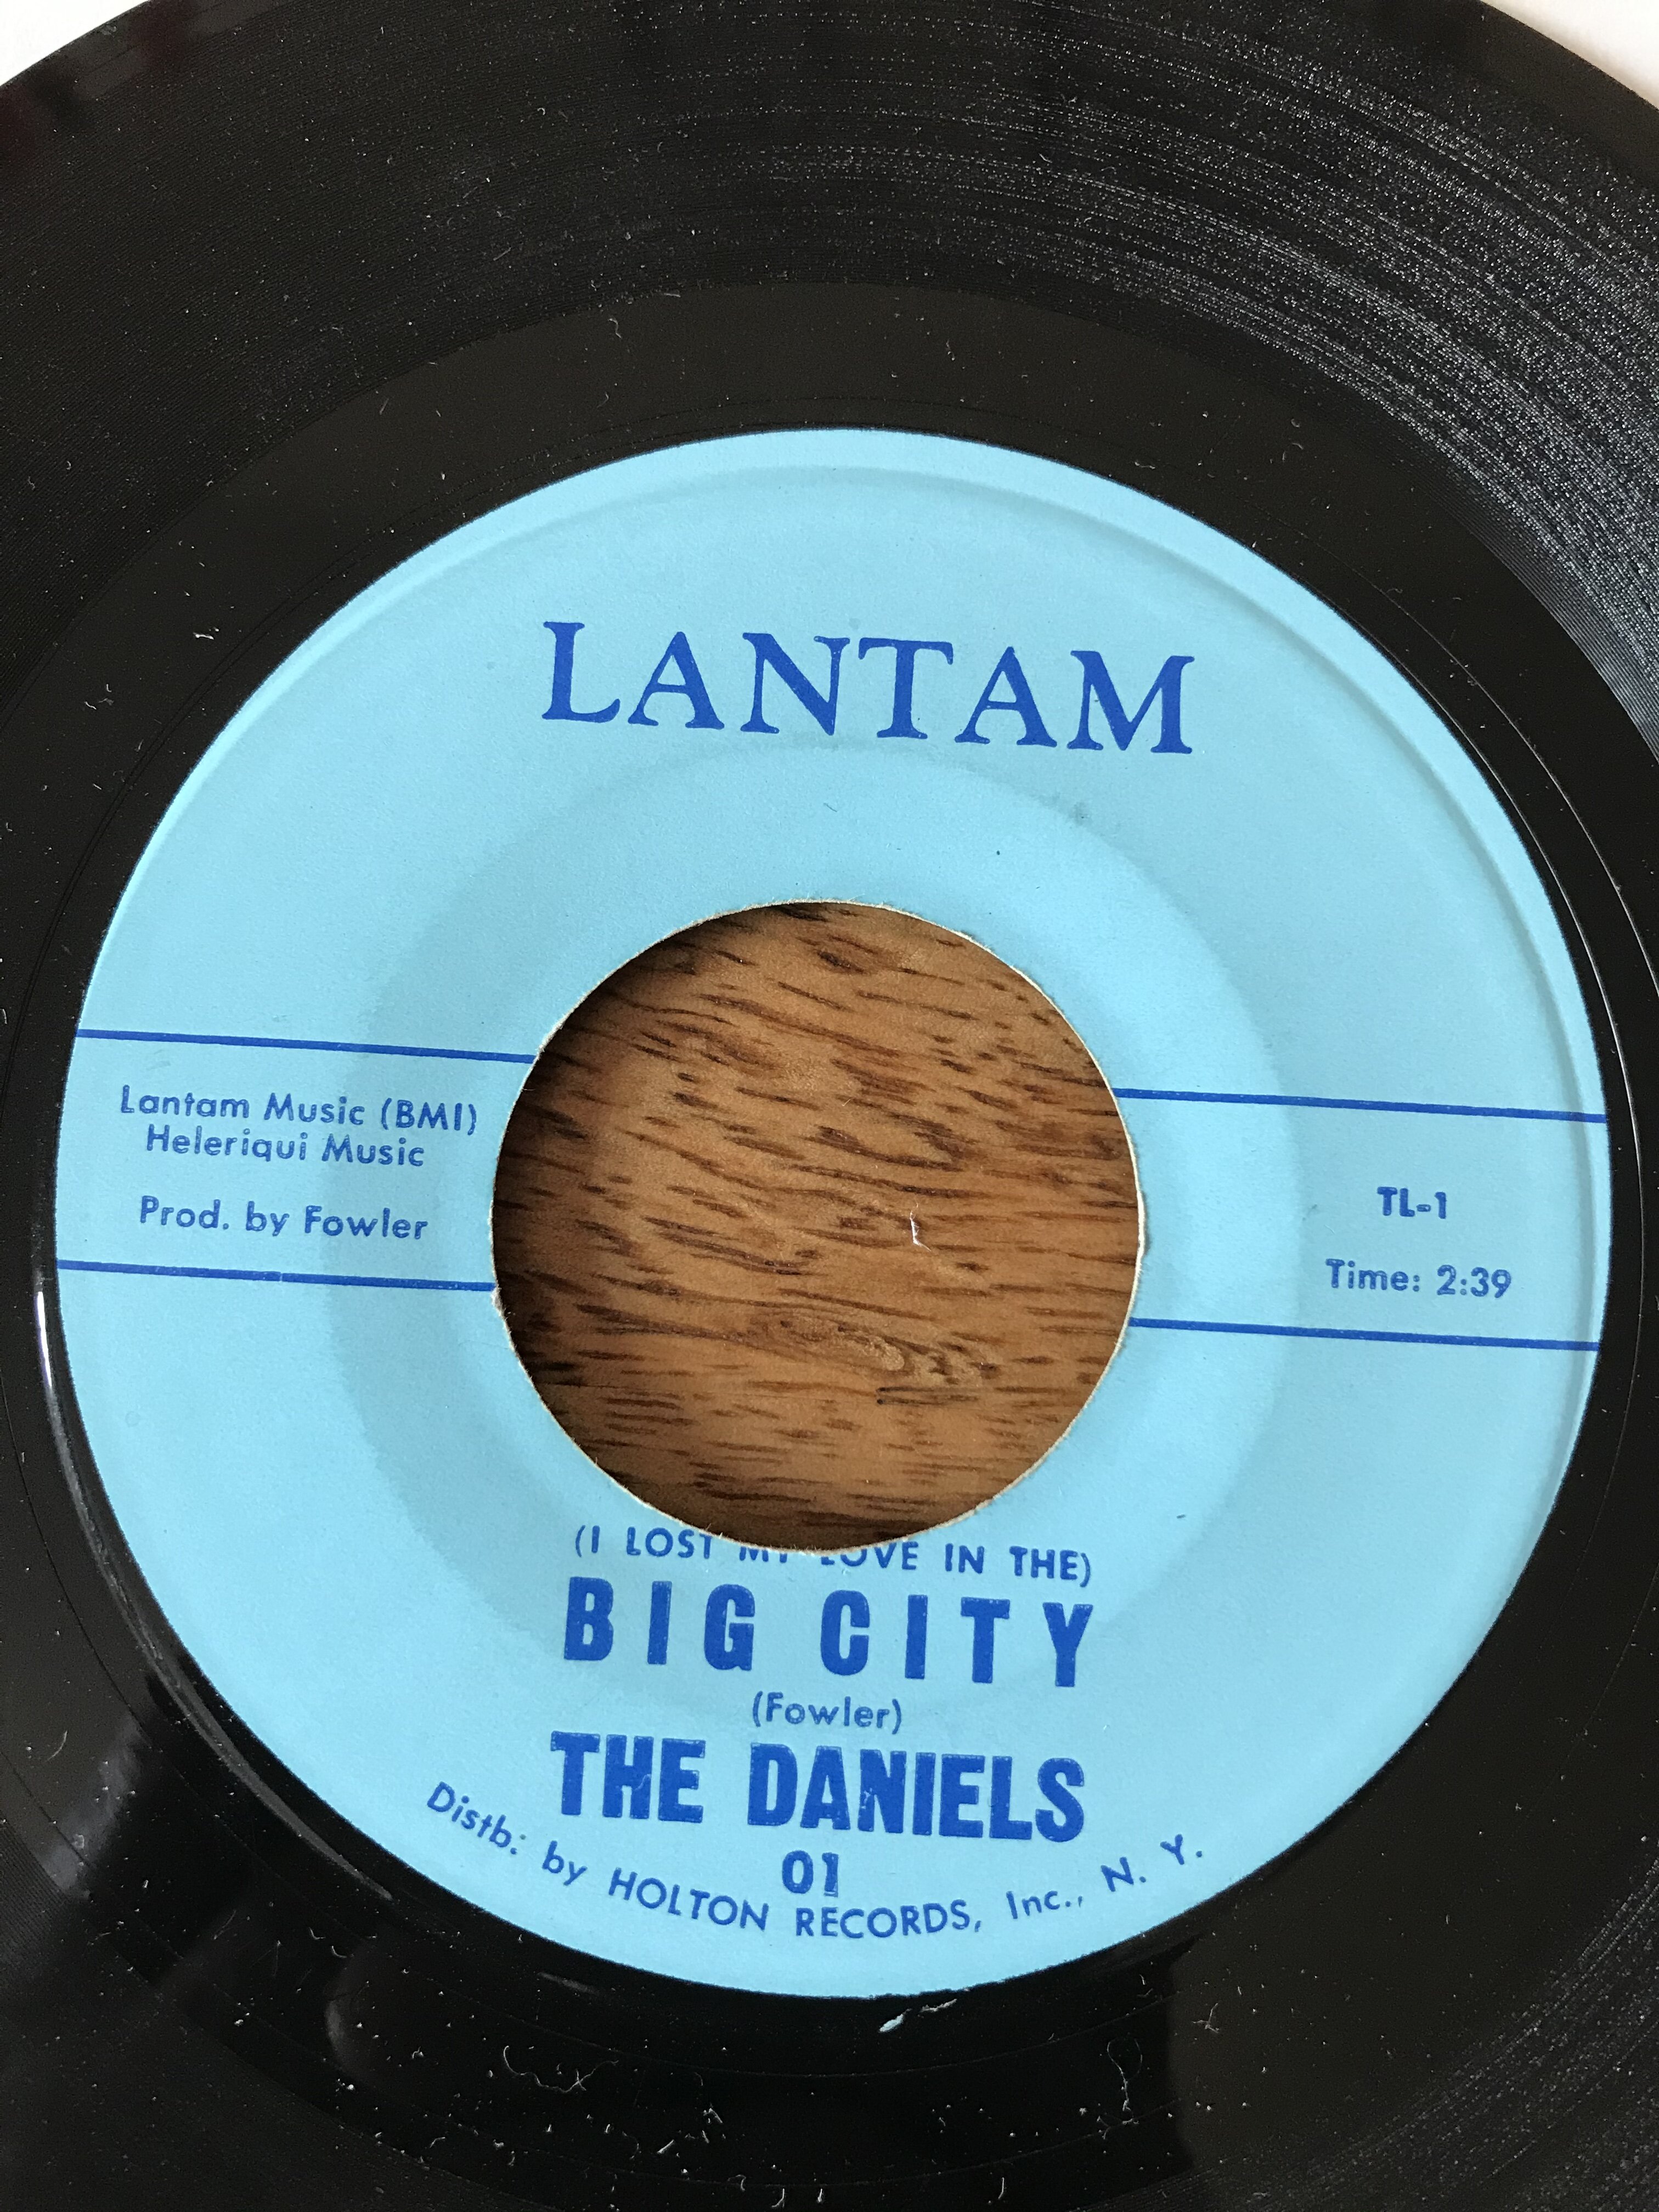 LANTAM
Lantam Music (BMI)
Heleriqui Music
Prod. by Fowler
TL-1
Time: 2:39
(I LOST MY LOVE IN THE)
BIG CITY
(Fowler)
THE DANIELS
01
Distb: by HOLTON RECORDS, Inc., N. Y.